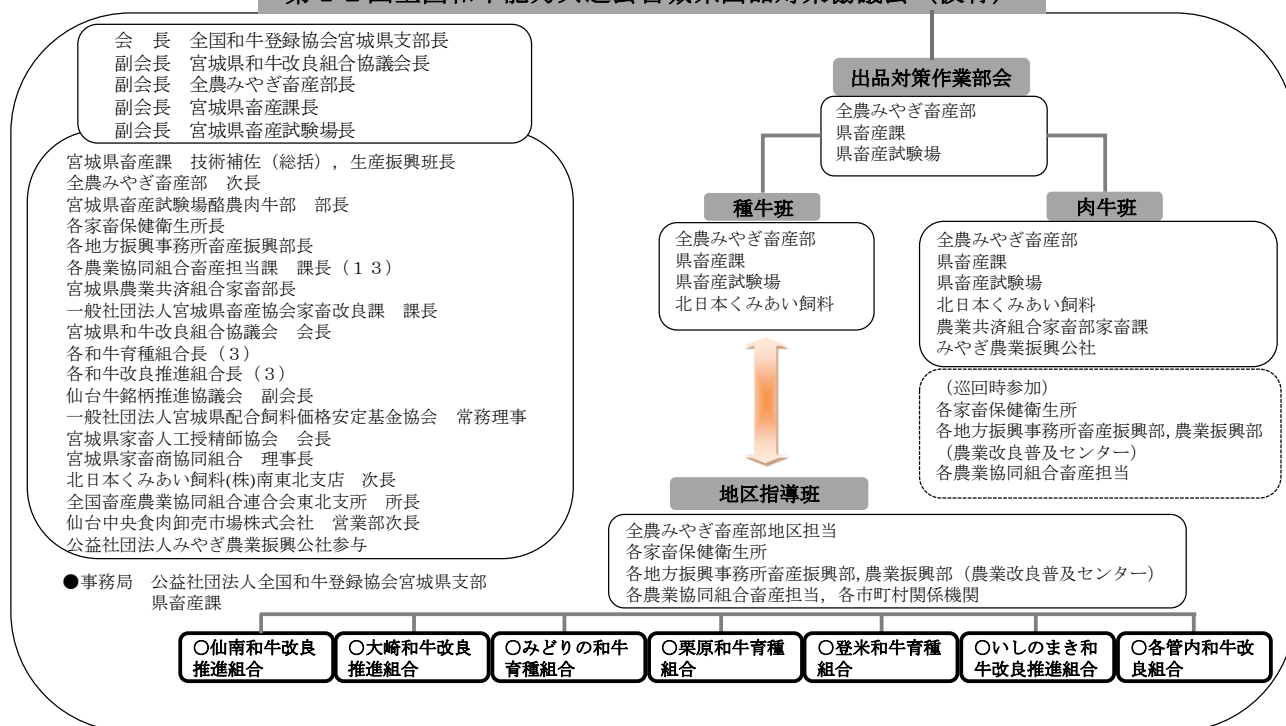 会　長　全国和牛登録協会宮城県支部長
副会長　宮城県和牛改良組合協議会長
副会長　全農みやぎ畜産部長
副会長　宮城県畜産課長
副会長　宮城県畜産試験場長
宮城県畜産課　技術補佐（総括），生産振興班長
全農みやぎ畜産部　次長
宮城県畜産試験場酪農肉牛部　部長
各家畜保健衛生所長
各地方振興事務所畜産振興部長
各農業協同組合畜産担当課　課長（１３）
宮城県農業共済組合家畜部長
一般社団法人宮城県畜産協会家畜改良課　課長
宮城県和牛改良組合協議会　会長
各和牛育種組合長（３）
各和牛改良推進組合長（３）
仙台牛銘柄推進協議会　副会長
一般社団法人宮城県配合飼料価格安定基金協会　常務理事
宮城県家畜人工授精師協会　会長
宮城県家畜商協同組合　理事長
北日本くみあい飼料(株)南東北支店　次長
全国畜産農業協同組合連合会東北支所　所長
仙台中央食肉卸売市場株式会社　営業部次長
公益社団法人みやぎ農業振興公社参与
●事務局　公益社団法人全国和牛登録協会宮城県支部
県畜産課
出品対策作業部会
全農みやぎ畜産部
県畜産課
県畜産試験場
種牛班
全農みやぎ畜産部
県畜産課
県畜産試験場
北日本くみあい飼料
肉牛班
全農みやぎ畜産部
県畜産課
県畜産試験場
北日本くみあい飼料
農業共済組合家畜部家畜課
みやぎ農業振興公社
（巡回時参加）
各家畜保健衛生所
各地方振興事務所畜産振興部，農業振興部
（農業改良普及センター）
各農業協同組合畜産担当
地区指導班
全農みやぎ畜産部地区担当
各家畜保健衛生所
各地方振興事務所畜産振興部，農業振興部（農業改良普及センター）
各農業協同組合畜産担当，各市町村関係機関
○仙南和牛改良
推進組合
○大崎和牛改良
推進組合
○みどりの和牛
育種組合
○栗原和牛育種
組合
○登米和牛育種
組合
○いしのまき和
牛改良推進組合
○各管内和牛改
良組合